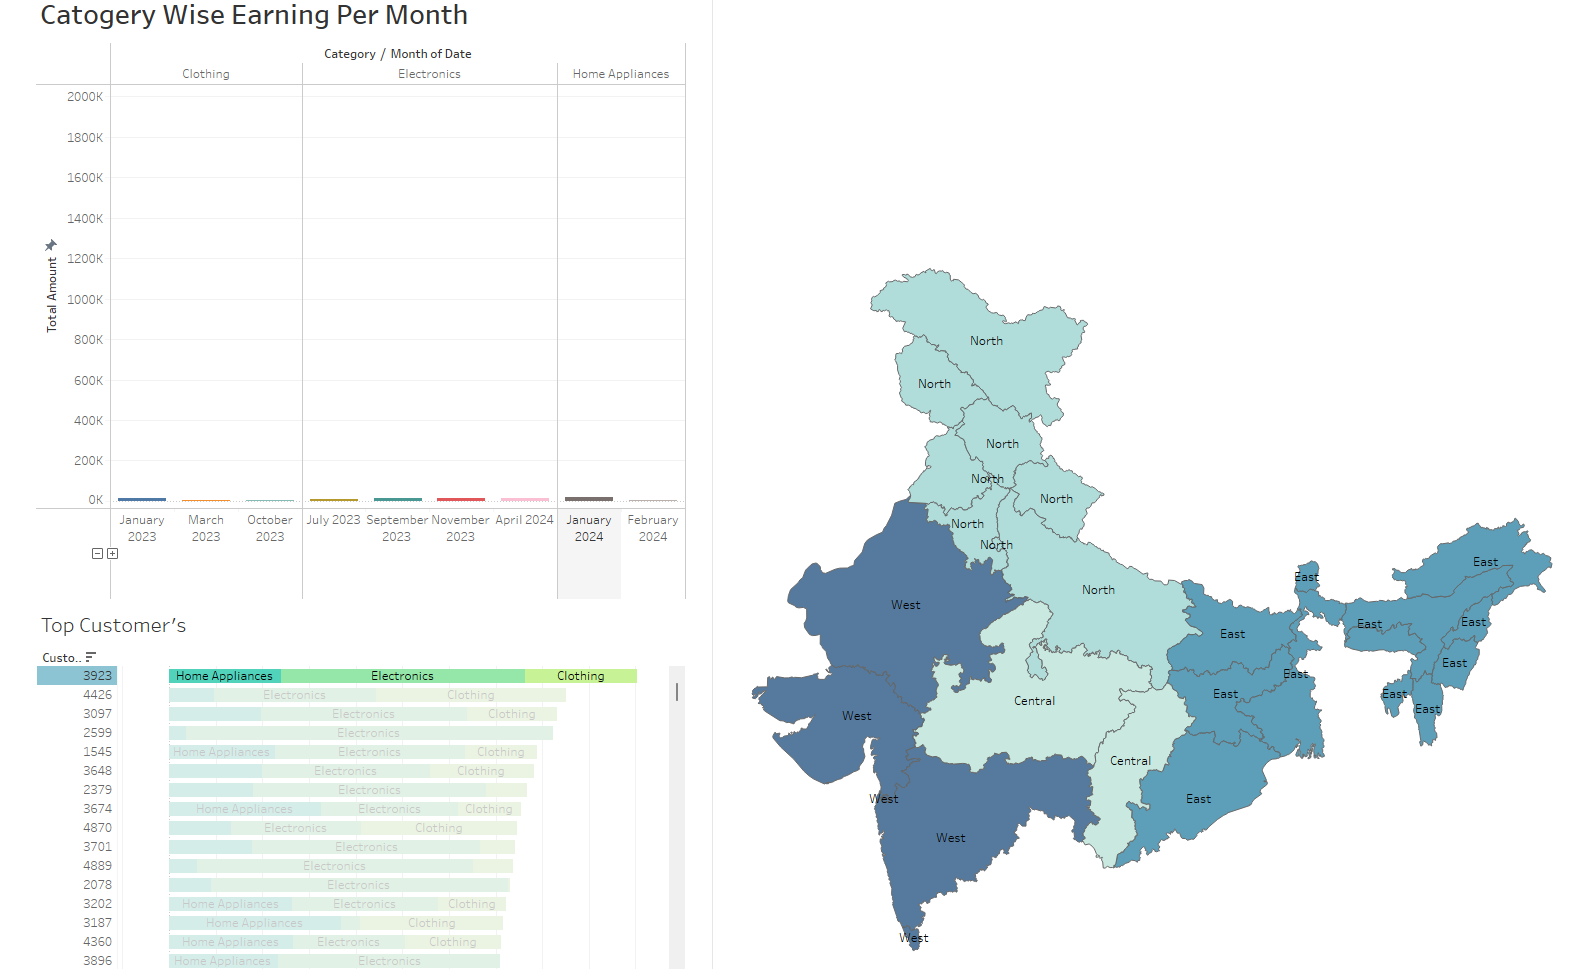 Catogery Wise Earning Per Month
Category / Month of Date
Clothing
Electronics
Home Appliances
Total Amount
2000K
1800K
1600K
1400K
1200K
1000K
800K
600K
400K
200K
0K
January 2023
March 2023
October 2023
July 2023
September 2023
November 2023
April 2024
January 2024
February 2024
Top Customer's
Custo..
3923 Home Appliances Electronics Clothing
4426 Electronics Clothing
3097 Electronics Clothing
2599 Electronics
1545 Home Appliances Electronics Clothing
3648 Electronics Clothing
2379 Electronics
3674 Home Appliances Electronics Clothing
4870 Electronics Clothing
3701 Electronics
4889 Electronics
2078 Electronics
3202 Home Appliances Electronics Clothing
3187 Home Appliances Clothing
4360 Home Appliances Electronics Clothing
3896 Home Appliances Electronics
North
North
North
North
North
North
North
North
West
West
West
West
West
Central
Central
East
East
East
East
East
East
East
East
East
East
East